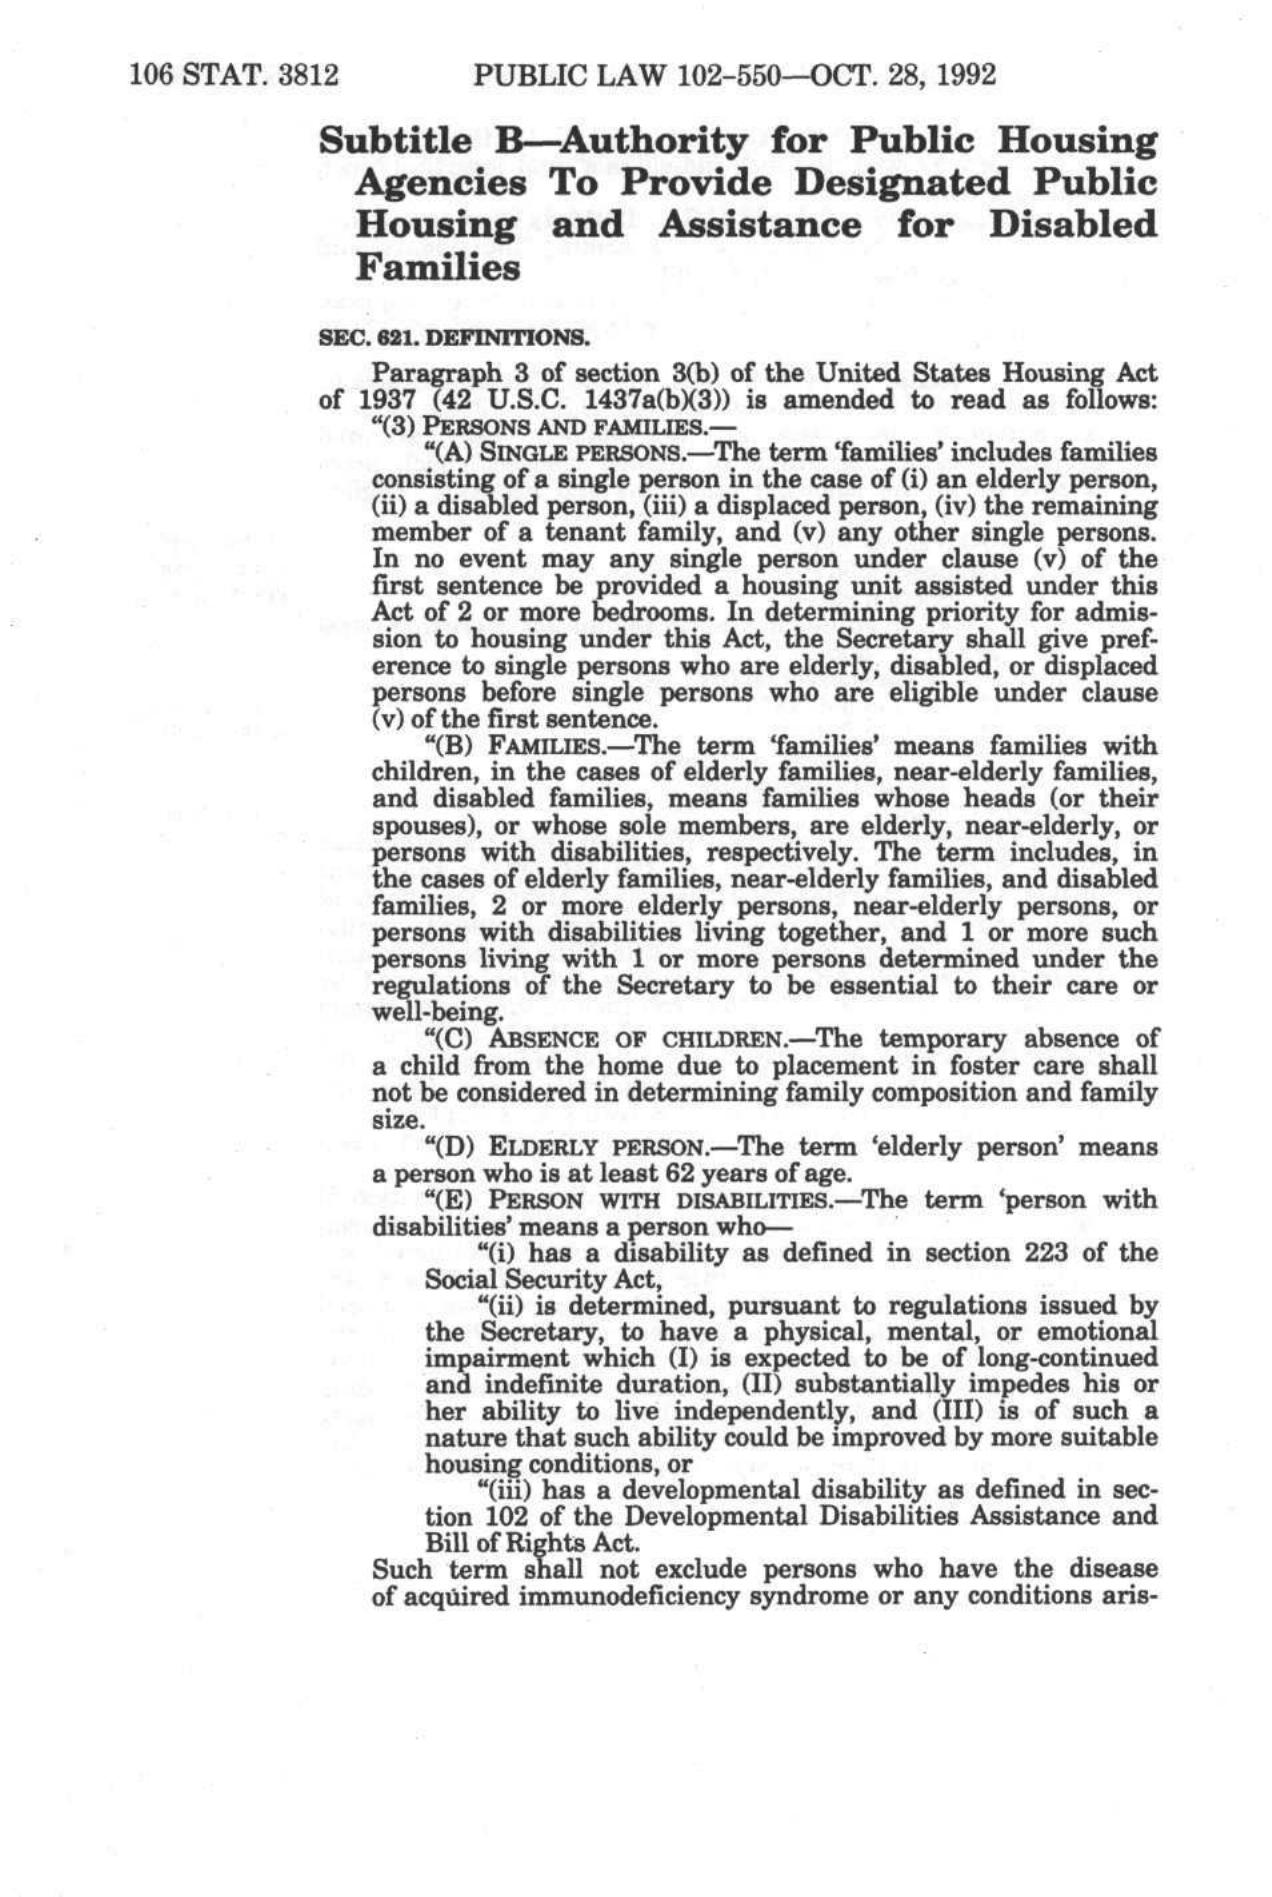 106 STAT. 3812 PUBLIC LAW 102–550—OCT. 28, 1992
Subtitle B—Authority for Public Housing
Agencies To Provide Designated Public
Housing and Assistance for Disabled
Families
SEC. 621. DEFINITIONS.
Paragraph 3 of section 3(b) of the United States Housing Act
of 1937 (42 U.S.C. 1437a(b)(3)) is amended to read as follows:
“(3) PERSONS AND FAMILIES.—
“(A) SINGLE PERSONS.—The term ‘families’ includes families
consisting of a single person in the case of (i) an elderly person,
(ii) a disabled person, (iii) a displaced person, (iv) the remaining
member of a tenant family, and (v) any other single persons.
In no event may any single person under clause (v) of the
first sentence be provided a housing unit assisted under this
Act of 2 or more bedrooms. In determining priority for admis-
sion to housing under this Act, the Secretary shall give pref-
erence to single persons who are elderly, disabled, or displaced
persons before single persons who are eligible under clause
(v) of the first sentence.
“(B) FAMILIES.—The term ‘families’ means families with
children, in the cases of elderly families, near-elderly families,
and disabled families, means families whose heads (or their
spouses), or whose sole members, are elderly, near-elderly, or
persons with disabilities, respectively. The term includes, in
the cases of elderly families, near-elderly families, and disabled
families, 2 or more elderly persons, near-elderly persons, or
persons with disabilities living together, and 1 or more such
persons living with 1 or more persons determined under the
regulations of the Secretary to be essential to their care or
well-being.
“(C) ABSENCE OF CHILDREN.—The temporary absence of
a child from the home due to placement in foster care shall
not be considered in determining family composition and family
size.
“(D) ELDERLY PERSON.—The term ‘elderly person’ means
a person who is at least 62 years of age.
“(E) PERSON WITH DISABILITIES.—The term ‘person with
disabilities’ means a person who—
“(i) has a disability as defined in section 223 of the
Social Security Act,
“(ii) is determined, pursuant to regulations issued by
the Secretary, to have a physical, mental, or emotional
impairment which (I) is expected to be of long-continued
and indefinite duration, (II) substantially impedes his or
her ability to live independently, and (III) is of such a
nature that such ability could be improved by more suitable
housing conditions, or
“(iii) has a developmental disability as defined in sec-
tion 102 of the Developmental Disabilities Assistance and
Bill of Rights Act.
Such term shall not exclude persons who have the disease
of acquired immunodeficiency syndrome or any conditions aris-